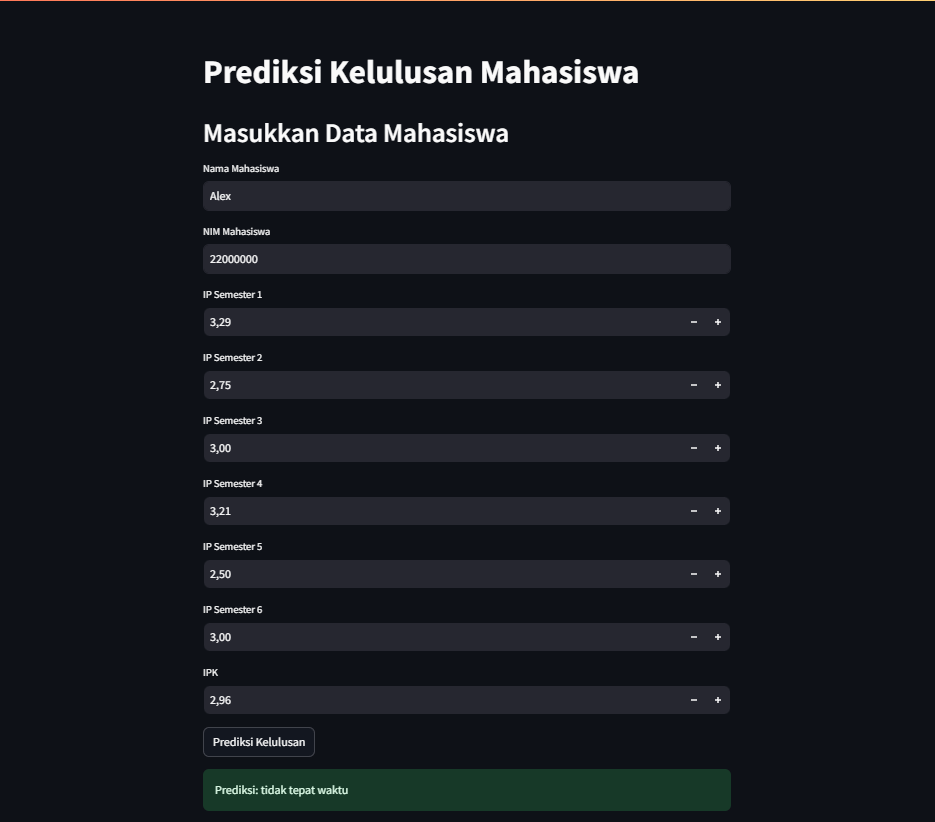 Prediksi Kelulusan Mahasiswa
Masukkan Data Mahasiswa
Nama Mahasiswa
Alex
NIM Mahasiswa
22000000
IP Semester 1
3,29
IP Semester 2
2,75
IP Semester 3
3,00
IP Semester 4
3,21
IP Semester 5
2,50
IP Semester 6
3,00
IPK
2,96
Prediksi Kelulusan
Prediksi: tidak tepat waktu